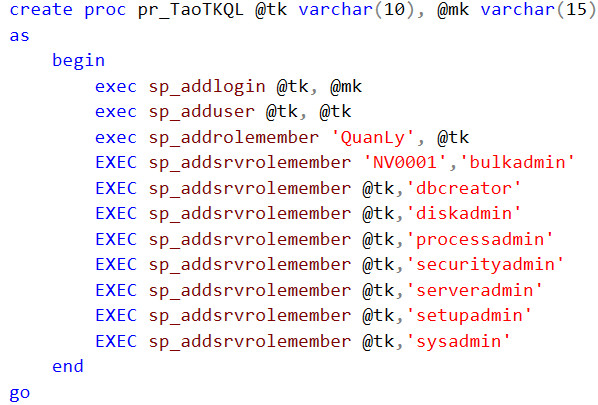 create proc pr_TaoTKQL @tk varchar(10), @mk varchar(15)
as
    begin
        exec sp_addlogin @tk, @mk
        exec sp_adduser @tk, @tk
        exec sp_addrolemember 'QuanLy', @tk
        EXEC sp_addsrvrolemember 'NV0001','bulkadmin'
        EXEC sp_addsrvrolemember @tk,'dbcreator'
        EXEC sp_addsrvrolemember @tk,'diskadmin'
        EXEC sp_addsrvrolemember @tk,'processadmin'
        EXEC sp_addsrvrolemember @tk,'securityadmin'
        EXEC sp_addsrvrolemember @tk,'serveradmin'
        EXEC sp_addsrvrolemember @tk,'setupadmin'
        EXEC sp_addsrvrolemember @tk,'sysadmin'
    end
go